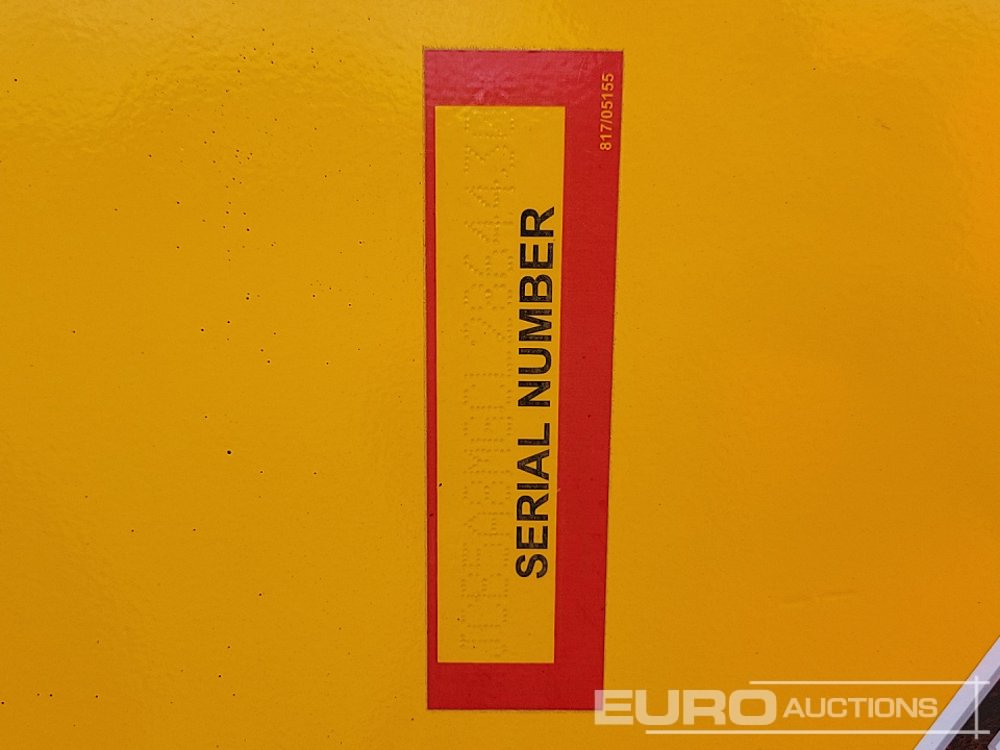 SERIAL NUMBER
817/05155
EURO AUCTIONS